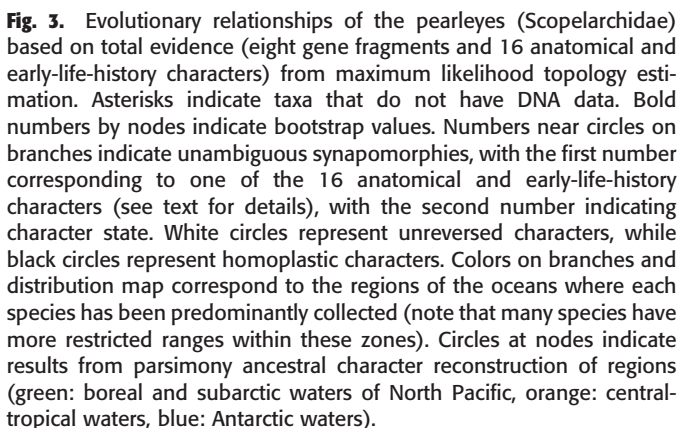 Fig. 3. Evolutionary relationships of the pearleyes (Scopelarchidae)
based on total evidence (eight gene fragments and 16 anatomical and
early-life-history characters) from maximum likelihood topology esti-
mation. Asterisks indicate taxa that do not have DNA data. Bold
numbers by nodes indicate bootstrap values. Numbers near circles on
branches indicate unambiguous synapomorphies, with the first number
corresponding to one of the 16 anatomical and early-life-history
characters (see text for details), with the second number indicating
character state. White circles represent unreversed characters, while
black circles represent homoplastic characters. Colors on branches and
distribution map correspond to the regions of the oceans where each
species has been predominantly collected (note that many species have
more restricted ranges within these zones). Circles at nodes indicate
results from parsimony ancestral character reconstruction of regions
(green: boreal and subarctic waters of North Pacific, orange: central-
tropical waters, blue: Antarctic waters).